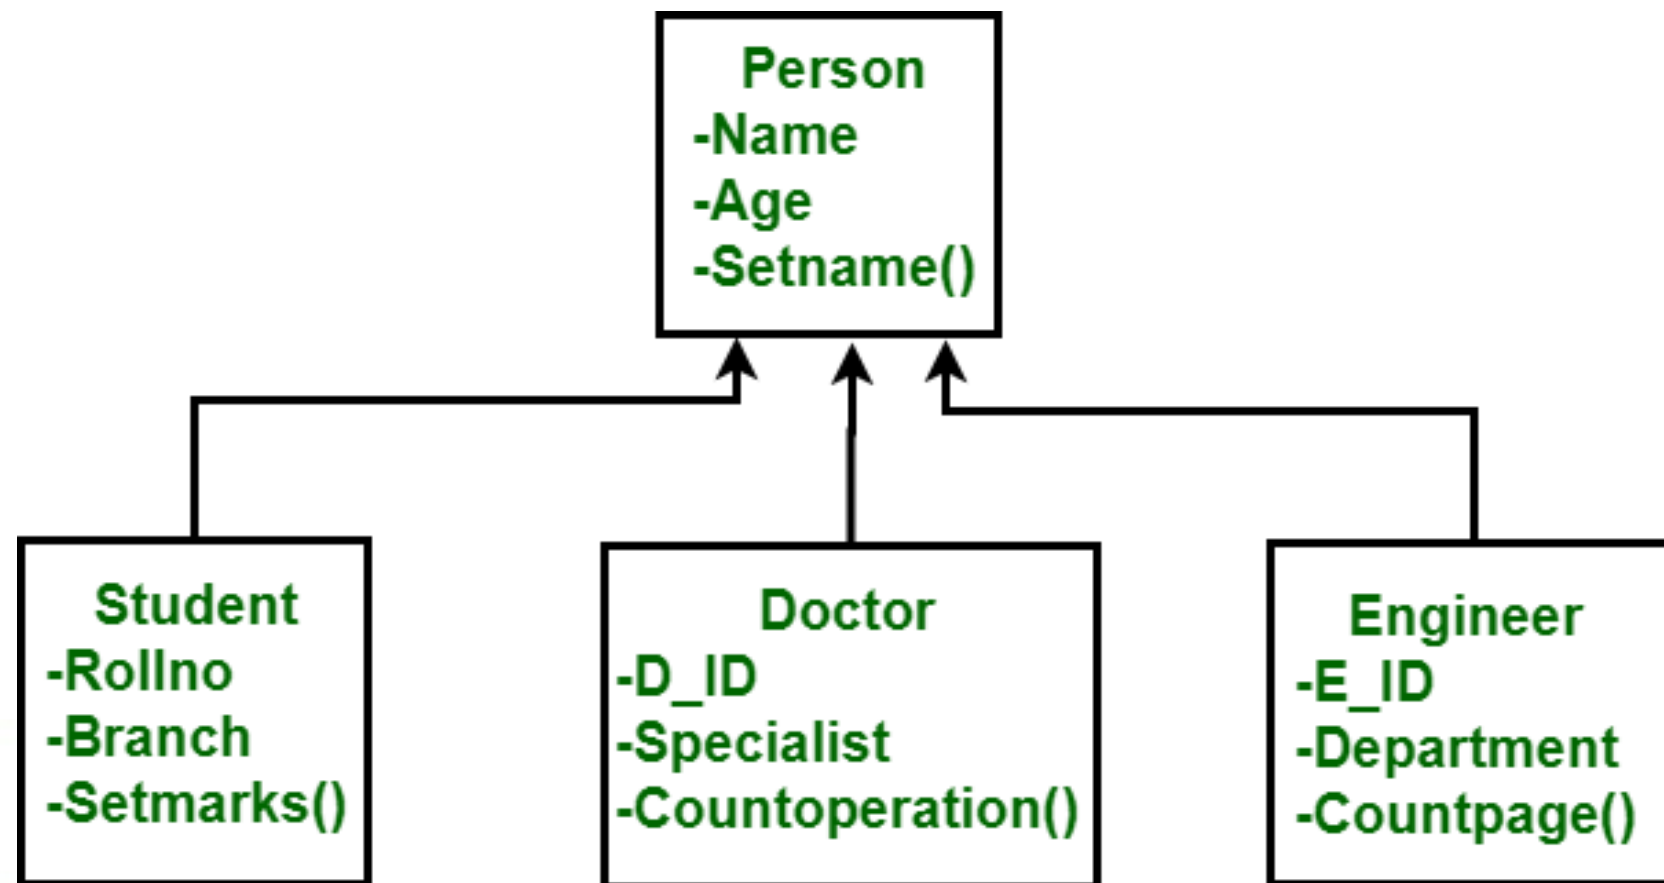 Person
-Name
-Age
-Setname()
Student
-Rollno
-Branch
-Setmarks()
Doctor
-D_ID
-Specialist
-Countoperation()
Engineer
-E_ID
-Department
-Countpage()